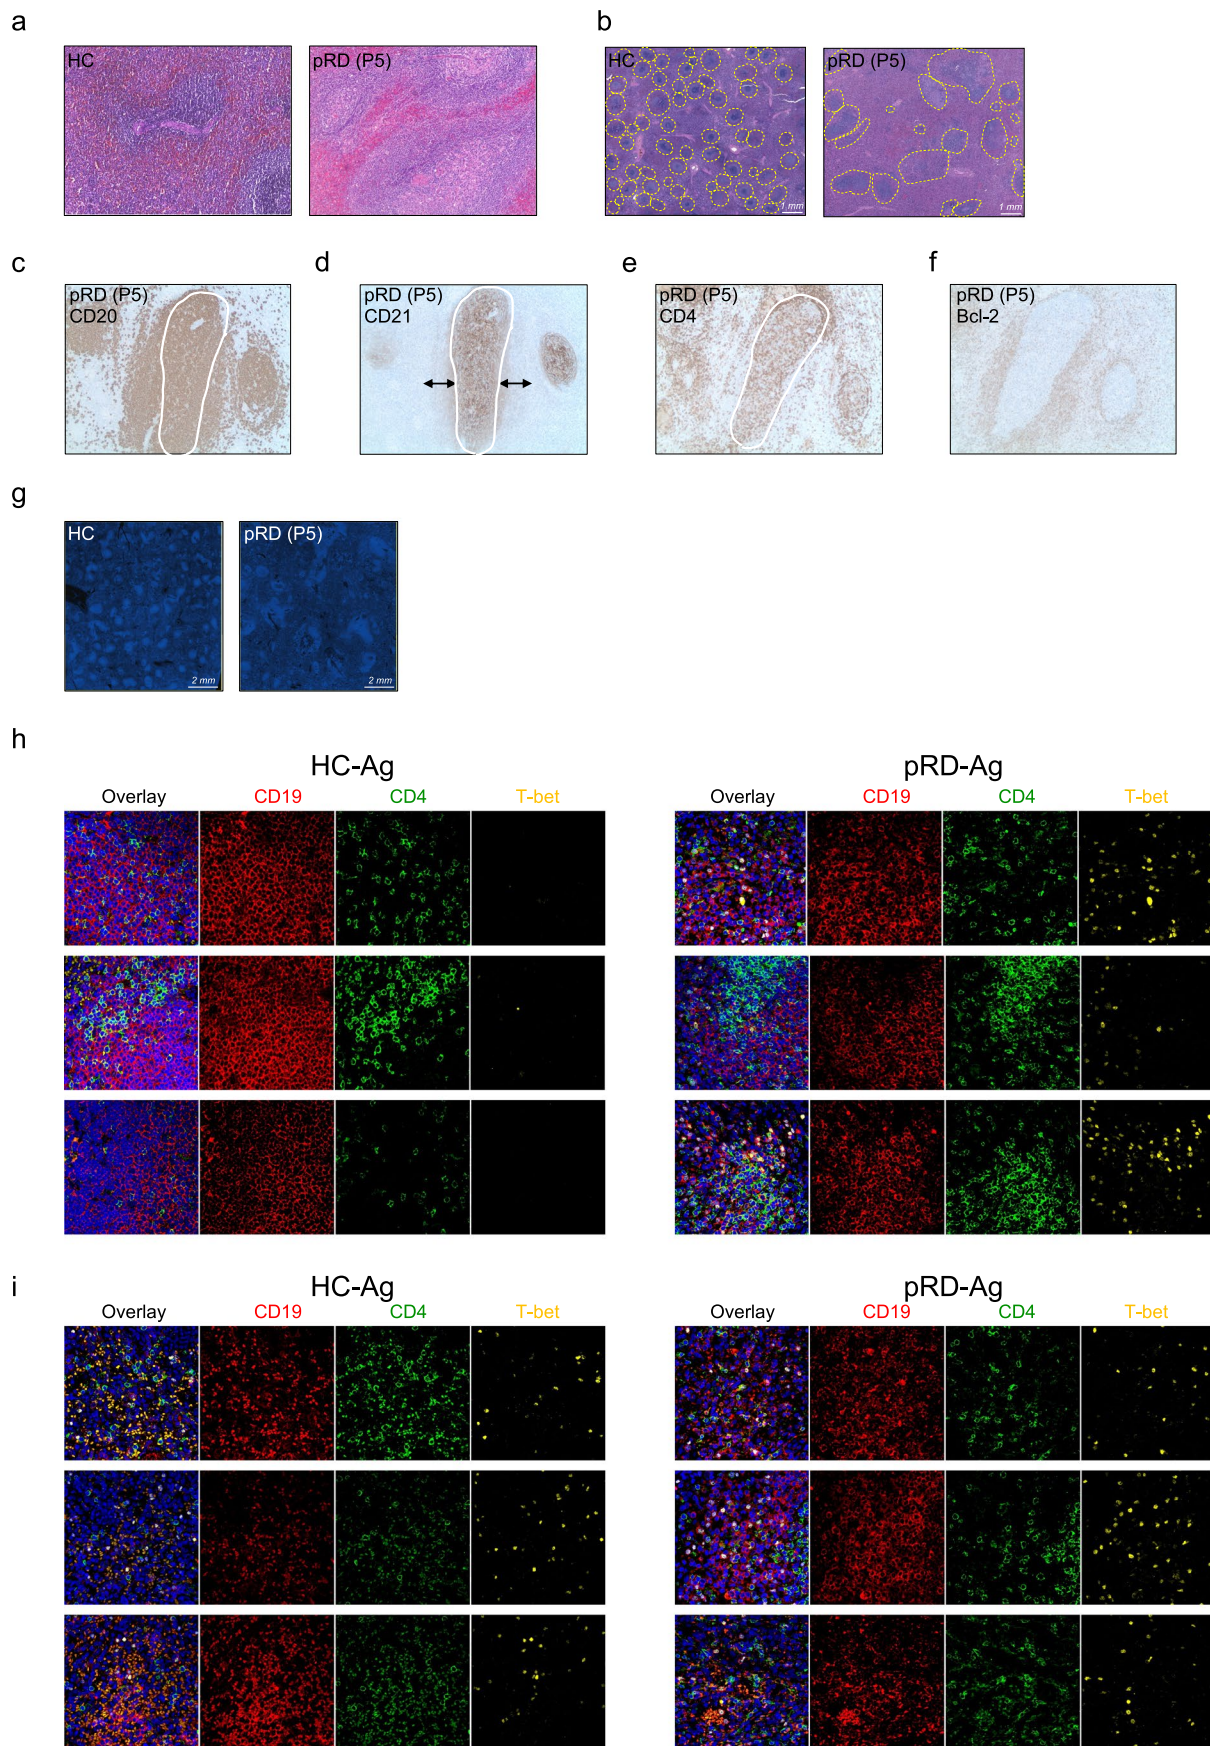 a
HC
pRD (P5)
b
HC
1 mm
pRD (P5)
1 mm
c
pRD (P5)
CD20
d
pRD (P5)
CD21
e
pRD (P5)
CD4
f
pRD (P5)
Bcl-2
g
HC
2 mm
pRD (P5)
2 mm
h
HC-Ag
Overlay CD19 CD4 T-bet
pRD-Ag
Overlay CD19 CD4 T-bet
i
HC-Ag
Overlay CD19 CD4 T-bet
pRD-Ag
Overlay CD19 CD4 T-bet